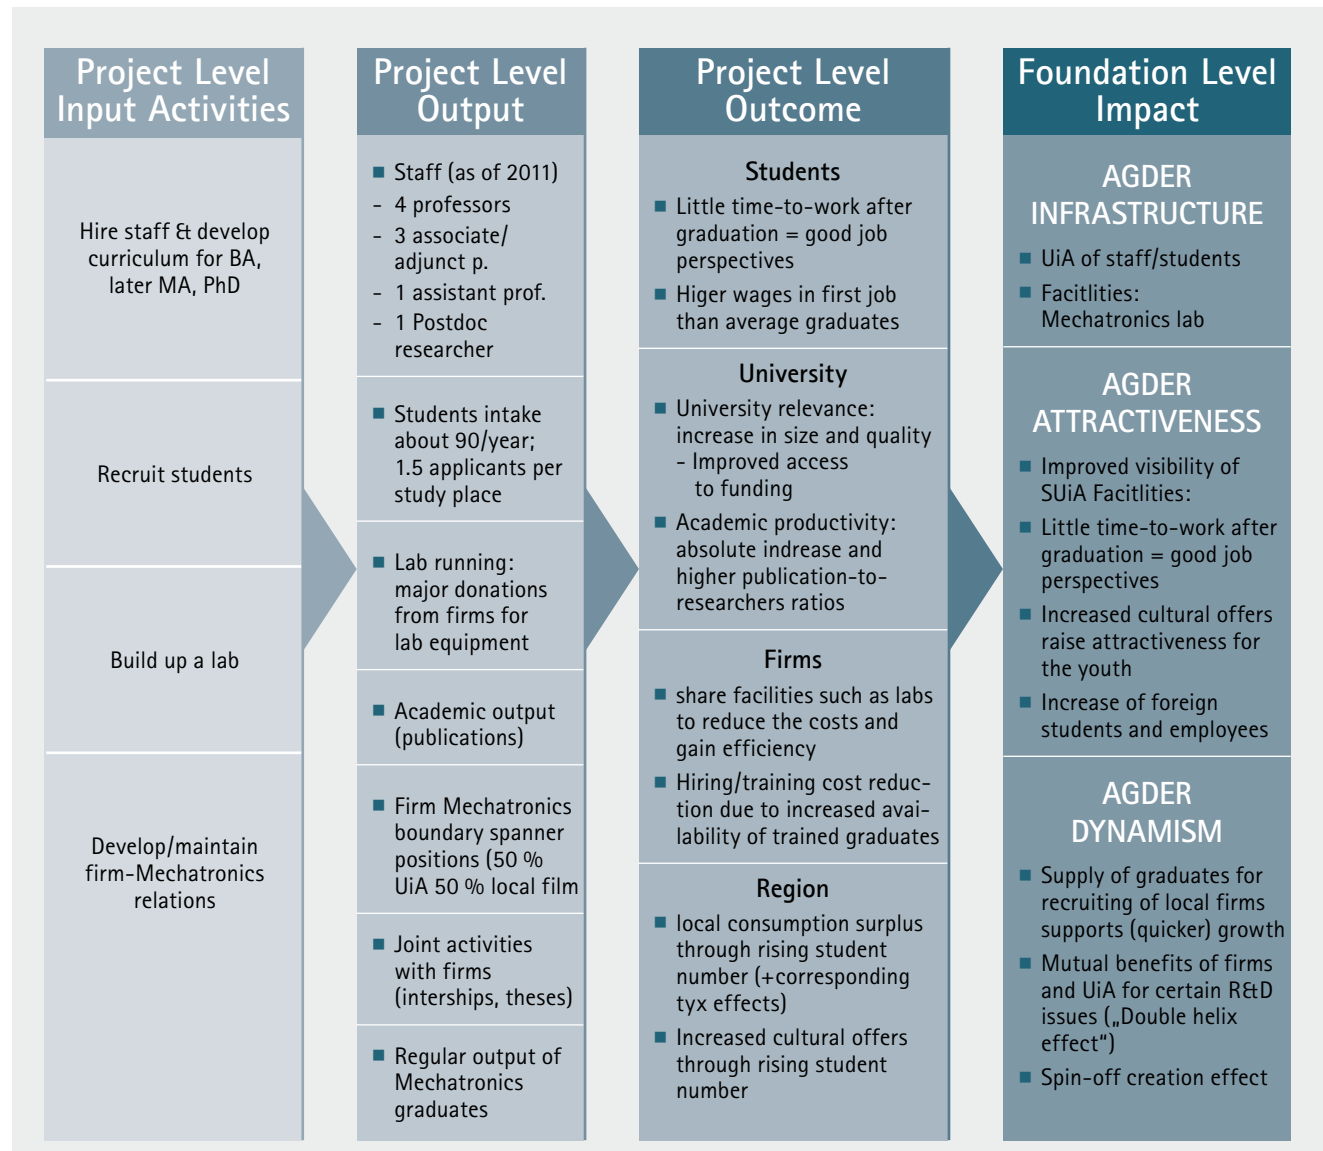 Project Level
Input Activities
Hire staff & develop
curriculum for BA,
later MA, PhD
Recruit students
Build up a lab
Develop/maintain
firm-Mechatronics
relations
Project Level
Output
■ Staff (as of 2011)
- 4 professors
- 3 associate/
adjunct p.
- 1 assistant prof.
- 1 Postdoc
researcher
■ Students intake
about 90/year;
1.5 applicants per
study place
■ Lab running:
major donations
from firms for
lab equipment
■ Academic output
(publications)
■ Firm Mechatronics
boundary spanner
positions (50 %
UiA 50 % local film
■ Joint activities
with firms
(interships, theses)
■ Regular output of
Mechatronics
graduates
Project Level
Outcome
Students
■ Little time-to-work after
graduation = good job
perspectives
■ Higer wages in first job
than average graduates
University
■ University relevance:
increase in size and quality
- Improved access
to funding
■ Academic productivity:
absolute indrease and
higher publication-to-
researchers ratios
Firms
■ share facilities such as labs
to reduce the costs and
gain efficiency
■ Hiring/training cost reduc-
tion due to increased avai-
lability of trained graduates
Region
■ local consumption surplus
through rising student
number (+corresponding
tyx effects)
■ Increased cultural offers
through rising student
number
Foundation Level
Impact
AGDER
INFRASTRUCTURE
■ UiA of staff/students
■ Facitlities:
Mechatronics lab
AGDER
ATTRACTIVENESS
■ Improved visibility of
SUiA Facitlities:
■ Little time-to-work after
graduation = good job
perspectives
■ Increased cultural offers
raise attractiveness for
the youth
■ Increase of foreign
students and employees
AGDER
DYNAMISM
■ Supply of graduates for
recruiting of local firms
supports (quicker) growth
■ Mutual benefits of firms
and UiA for certain R&D
issues („Double helix
effect“)
■ Spin-off creation effect